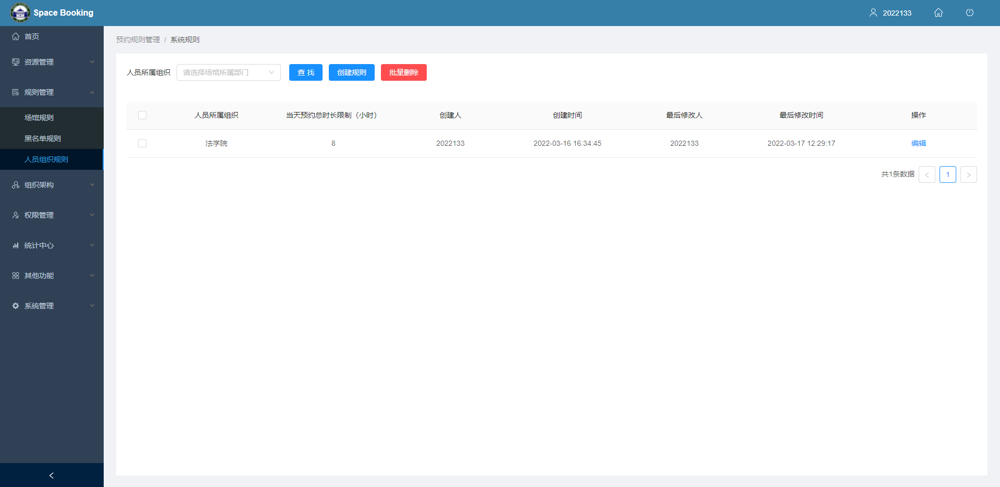 Space Booking
2022133
首页
资源管理
规则管理
场馆规则
黑名单规则
人员组织规则
组织架构
权限管理
统计中心
其他功能
系统管理
预约规则管理 / 系统规则
人员所属组织 请选择场馆所属部门 查 找 创建规则 批量删除
人员所属组织 当天预约总时长限制（小时） 创建人 创建时间 最后修改人 最后修改时间 操作
法学院 8 2022133 2022-03-16 16:34:45 2022133 2022-03-17 12:29:17 编辑
共1条数据 < 1 >
<